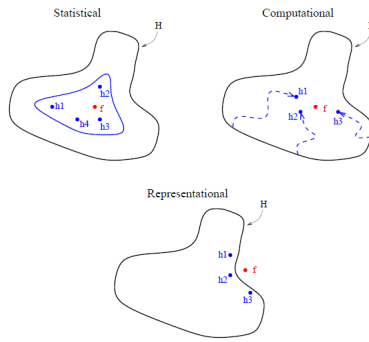 Statistical
H
h1
h2
f
h4
h3
Computational
h1
f
h2
h3
Representational
H
h1
f
h2
h3